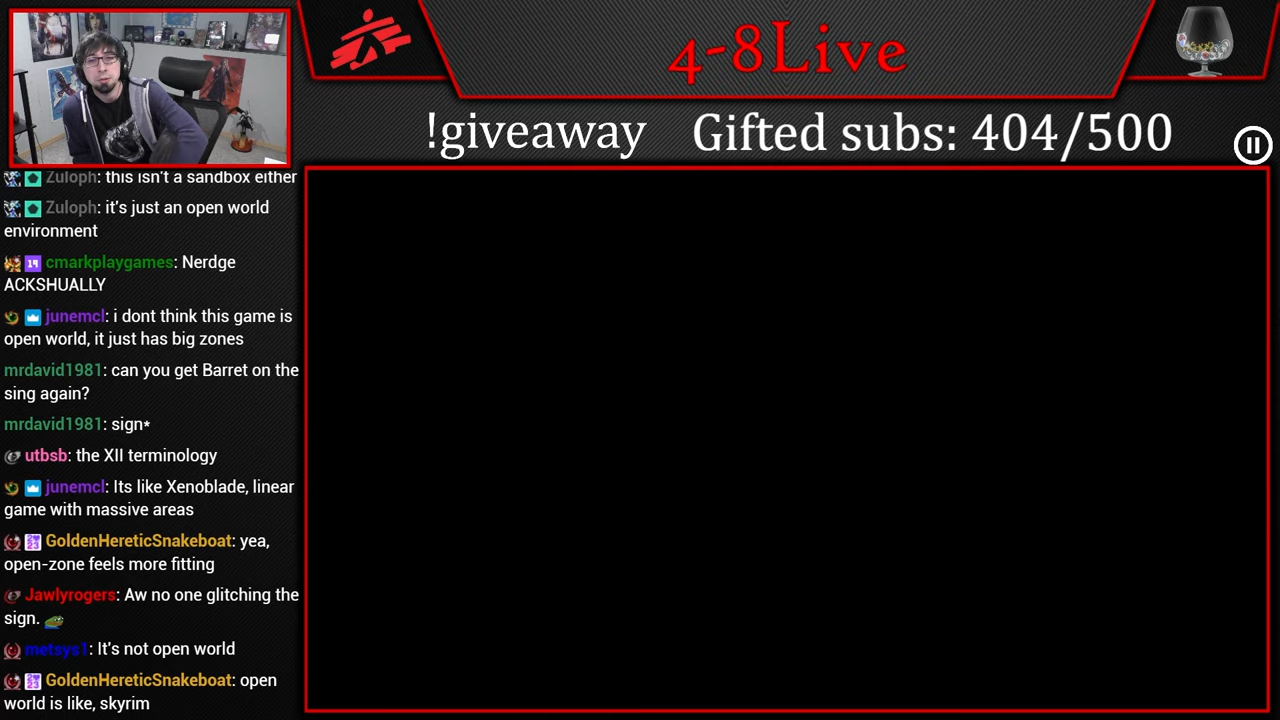 4-8Live
!giveaway Gifted subs: 404/500
Zuloph: this isn't a sandbox either
Zuloph: it's just an open world
environment
19 cmarkplaygames: Nerdge
ACKSHUALLY
junemcl: i dont think this game is
open world, it just has big zones
mrdavid1981: can you get Barret on the
sing again?
mrdavid1981: sign*
utbsb: the XII terminology
junemcl: Its like Xenoblade, linear
game with massive areas
GoldenHereticSnakeboat: yea,
open-zone feels more fitting
Jawlyrogers: Aw no one glitching the
sign.
metsys1: It's not open world
GoldenHereticSnakeboat: open
world is like, skyrim